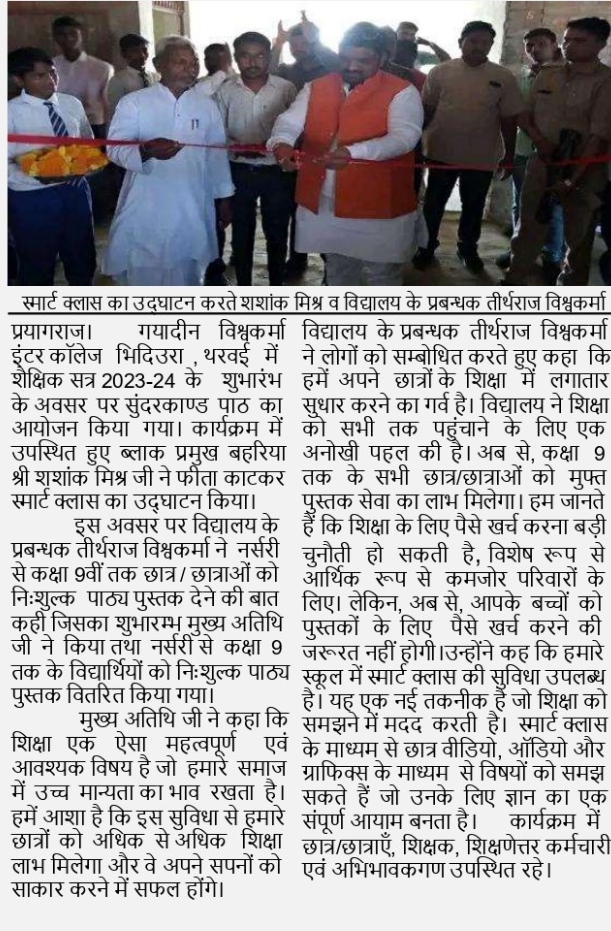 स्मार्ट क्लास का उद्घाटन करते शशांक मिश्र व विद्यालय के प्रबन्धक तीर्थराज विश्वकर्मा
प्रयागराज। गयादीन विश्वकर्मा
इंटर कॉलेज भिदिउरा , थरवई में
शैक्षिक सत्र 2023-24 के शुभारंभ
के अवसर पर सुंदरकाण्ड पाठ का
आयोजन किया गया। कार्यक्रम में
उपस्थित हुए ब्लाक प्रमुख बहरिया
श्री शशांक मिश्र जी ने फीता काटकर
स्मार्ट क्लास का उद्घाटन किया।
इस अवसर पर विद्यालय के
प्रबन्धक तीर्थराज विश्वकर्मा ने नर्सरी
से कक्षा 9वीं तक छात्र / छात्राओं को
निःशुल्क पाठ्य पुस्तक देने की बात
कही जिसका शुभारम्भ मुख्य अतिथि
जी ने किया तथा नर्सरी से कक्षा 9
तक के विद्यार्थियों को निःशुल्क पाठ्य
पुस्तक वितरित किया गया।
मुख्य अतिथि जी ने कहा कि
शिक्षा एक ऐसा महत्वपूर्ण एवं
आवश्यक विषय है जो हमारे समाज
में उच्च मान्यता का भाव रखता है।
हमें आशा है कि इस सुविधा से हमारे
छात्रों को अधिक से अधिक शिक्षा
लाभ मिलेगा और वे अपने सपनों को
साकार करने में सफल होंगे।
विद्यालय के प्रबन्धक तीर्थराज विश्वकर्मा
ने लोगों को सम्बोधित करते हुए कहा कि
हमें अपने छात्रों के शिक्षा में लगातार
सुधार करने का गर्व है। विद्यालय ने शिक्षा
को सभी तक पहुंचाने के लिए एक
अनोखी पहल की है। अब से, कक्षा 9
तक के सभी छात्र/छात्राओं को मुफ्त
पुस्तक सेवा का लाभ मिलेगा। हम जानते
हैं कि शिक्षा के लिए पैसे खर्च करना बड़ी
चुनौती हो सकती है, विशेष रूप से
आर्थिक रूप से कमजोर परिवारों के
लिए। लेकिन, अब से, आपके बच्चों को
पुस्तकों के लिए पैसे खर्च करने की
जरूरत नहीं होगी।उन्होंने कह कि हमारे
स्कूल में स्मार्ट क्लास की सुविधा उपलब्ध
है। यह एक नई तकनीक है जो शिक्षा को
समझने में मदद करती है। स्मार्ट क्लास
के माध्यम से छात्र वीडियो, ऑडियो और
ग्राफिक्स के माध्यम से विषयों को समझ
सकते हैं जो उनके लिए ज्ञान का एक
संपूर्ण आयाम बनता है। कार्यक्रम में
छात्र/छात्राएँ, शिक्षक, शिक्षणेत्तर कर्मचारी
एवं अभिभावकगण उपस्थित रहे।